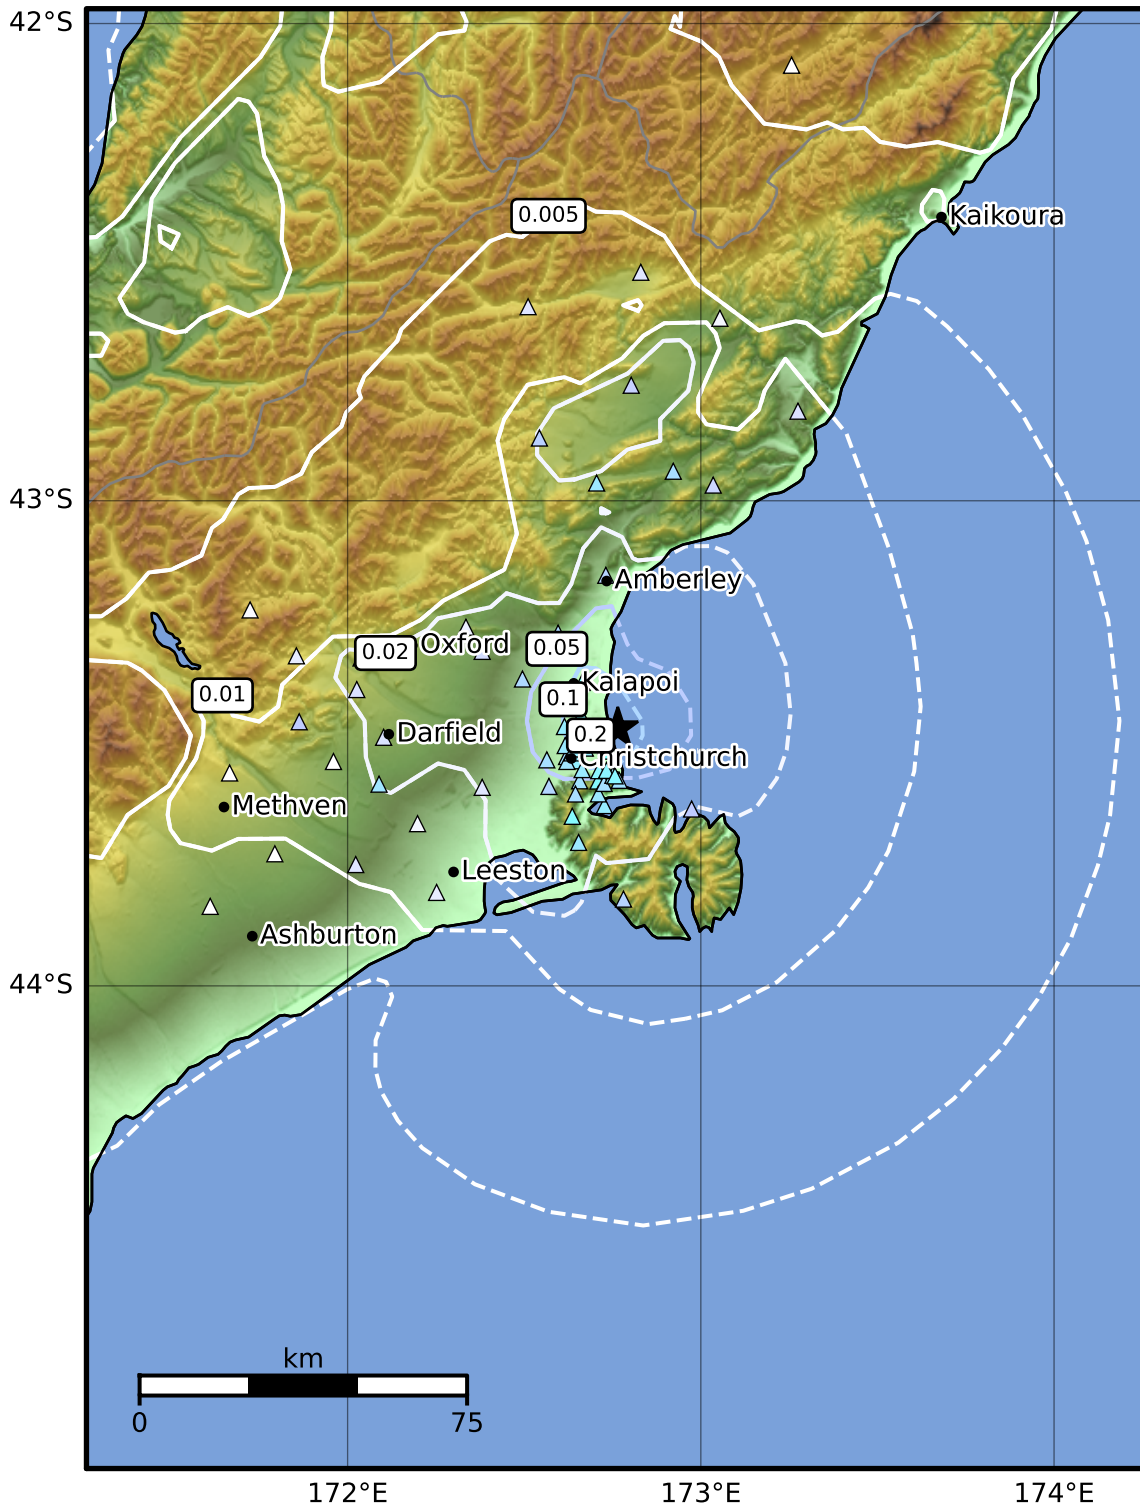 42°S
0.005
Kaikoura
43°S
Amberley
Oxford
0.02
0.05
Kaiapoi
0.01
0.1
0.2
Darfield
Christchurch
Methven
Leeston
Ashburton
44°S
km
0 75
172°E 173°E 174°E